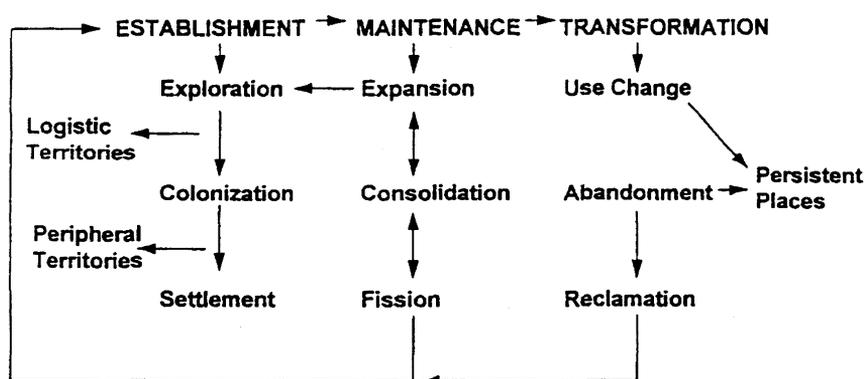 ESTABLISHMENT MAINTENANCE TRANSFORMATION
Exploration Expansion Use Change
Logistic
Territories
Persistent
Places
Colonization Consolidation Abandonment
Peripheral
Territories
Settlement Fission Reclamation